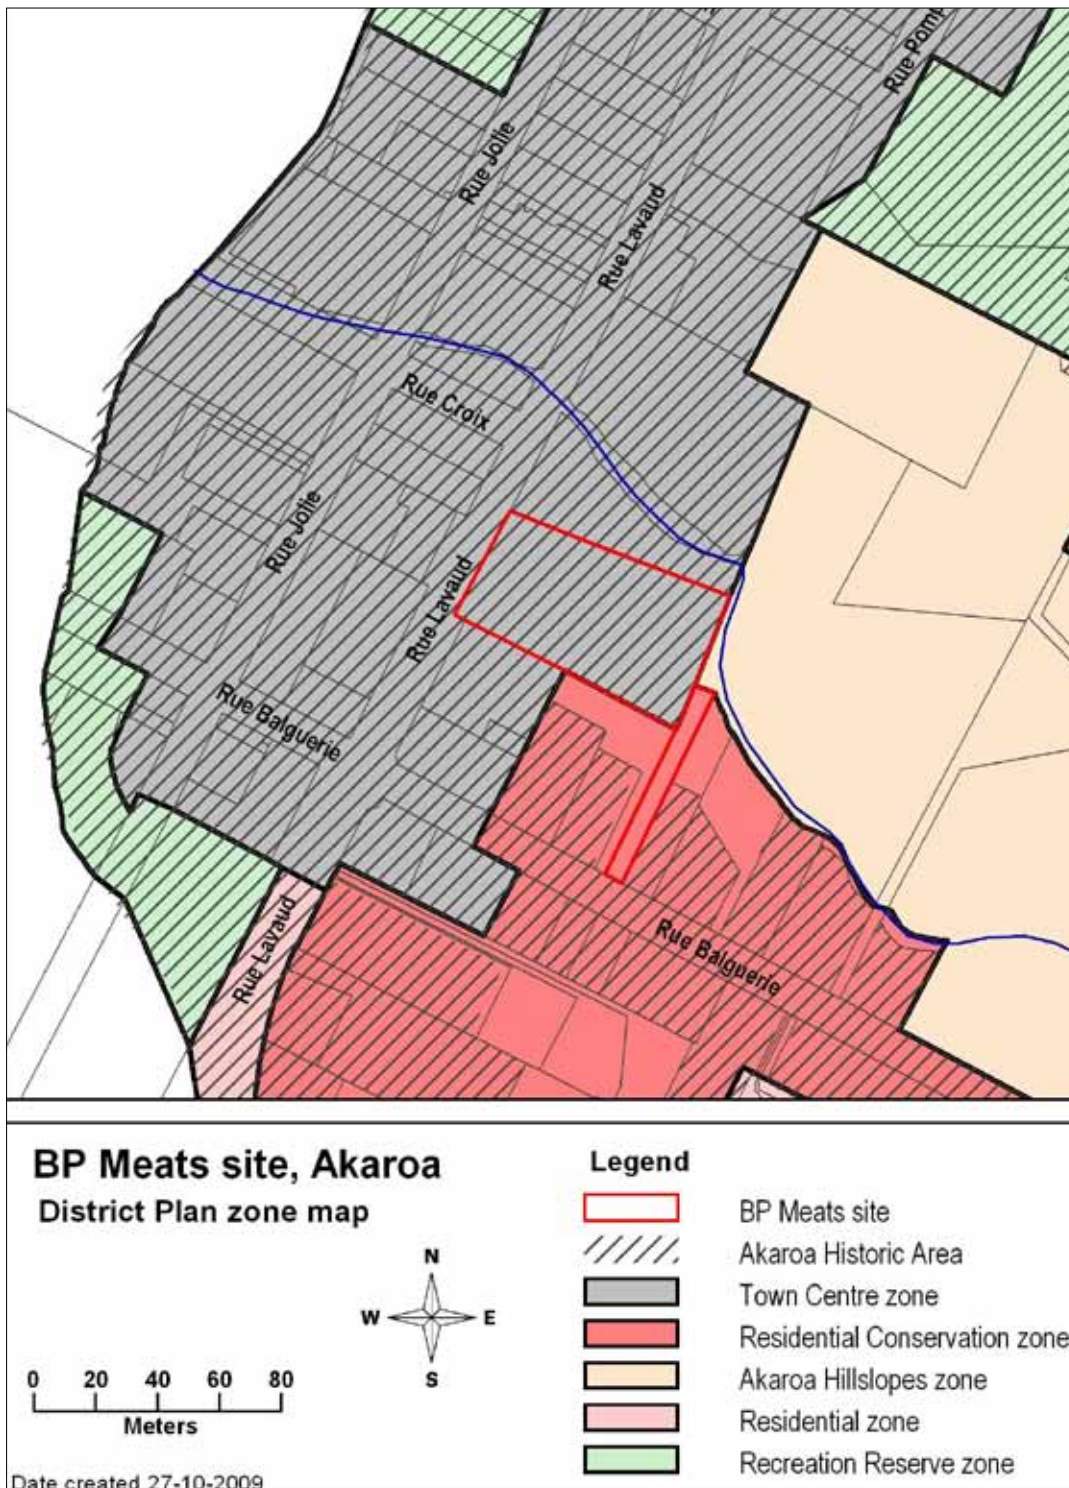 Rue Jolie
Rue Lavaud
Rue Croix
Rue Jolie
Rue Lavaud
Rue Balguerie
Rue Lavaud
Rue Balguerie
BP Meats site, Akaroa
District Plan zone map
N
W
E
S
0 20 40 60 80
Meters
Date created 27-10-2009
Legend
BP Meats site
Akaroa Historic Area
Town Centre zone
Residential Conservation zone
Akaroa Hillslopes zone
Residential zone
Recreation Reserve zone